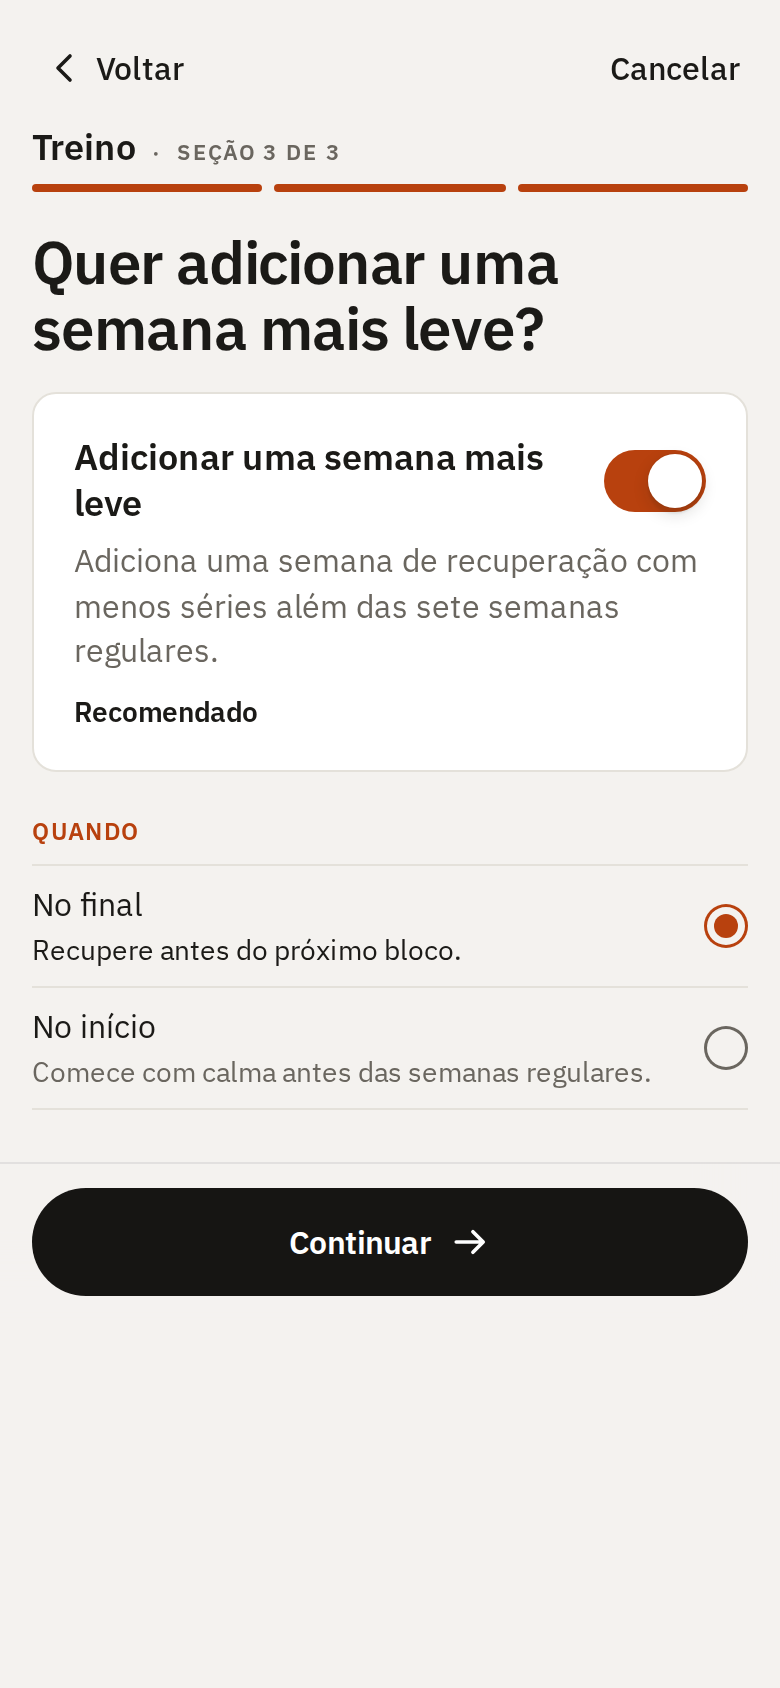 Voltar
Cancelar
Treino · SEÇÃO 3 DE 3
Quer adicionar uma
semana mais leve?
Adicionar uma semana mais
leve
Adiciona uma semana de recuperação com
menos séries além das sete semanas
regulares.
Recomendado
QUANDO
No final
Recupere antes do próximo bloco.
No início
Comece com calma antes das semanas regulares.
Continuar